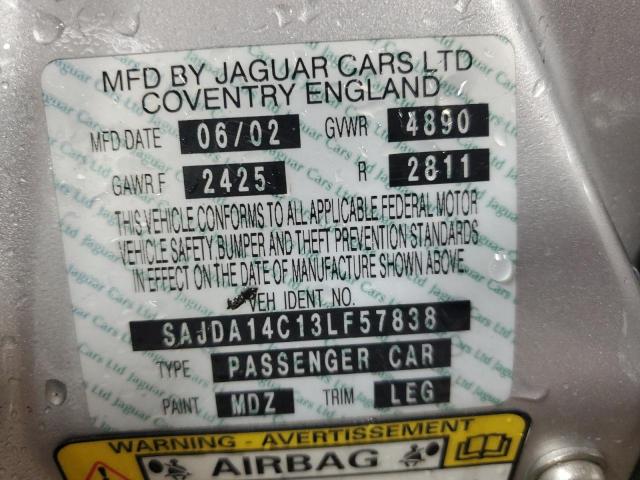 MFD BY JAGUAR CARS LTD
COVENTRY ENGLAND
MFD DATE 06/02 GVWR 4890
GAWR F 2425 R 2811
THIS VEHICLE CONFORMS TO ALL APPLICABLE FEDERAL MOTOR
VEHICLE SAFETY, BUMPER AND THEFT PREVENTION STANDARDS
IN EFFECT ON THE DATE OF MANUFACTURE SHOWN ABOVE.
VEH IDENT NO.
SAJDA14C13LF57838
TYPE PASSENGER CAR
PAINT MDZ TRIM LEG
WARNING - AVERTISSEMENT
AIRBAG